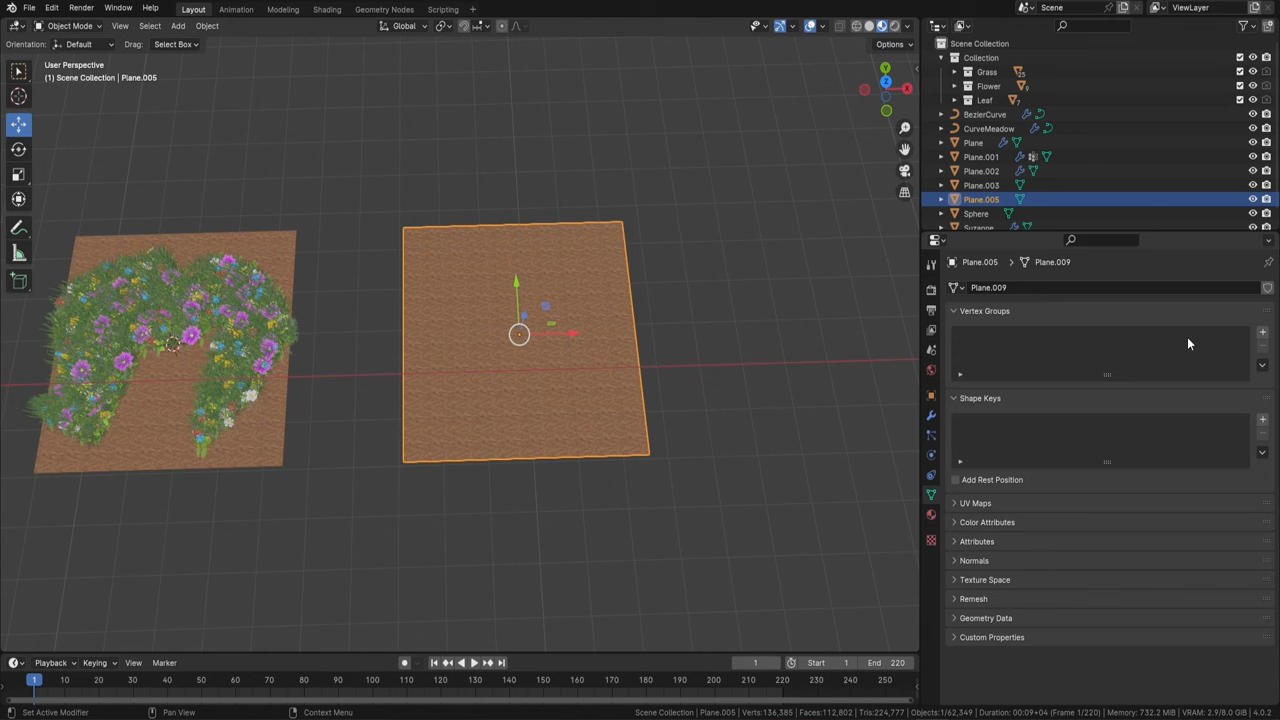 File Edit Render Window Help Layout Animation Modeling Geometry Nodes Scripting Scene ViewLayer
Object Mode View Select Add Object Global
Orientation: Default Drag: Select Box Options
User Perspective
(1) Scene Collection | Plane.005
Y
Z
X
Scene Collection
Collection
Grass 25
Flower 9
Leaf 7
BezierCurve
CurveMeadow
Plane
Plane.001
Plane.002
Plane.003
Plane.005
Sphere
Suzanne
Plane.005 > Plane.009
Plane.009
Vertex Groups
Shape Keys
Add Rest Position
UV Maps
Color Attributes
Attributes
Normals
Texture Space
Remesh
Geometry Data
Custom Properties
Playback Keying View Marker 1 Start 1 End 220
1 10 20 30 40 50 60 70 80 90 100 110 120 130 140 150 160 170 180 190 200 210 220 230 240 250
Set Active Modifier Pan View Context Menu Scene Collection | Plane.005 | Verts:136,385 | Faces:112,802 | Tris:224,777 | Objects:1/62,349 | Duration: 00:09+04 (Frame 1/220) | Memory: 732.2 MiB | VRAM: 2.9/8.0 GiB | 4.0.2